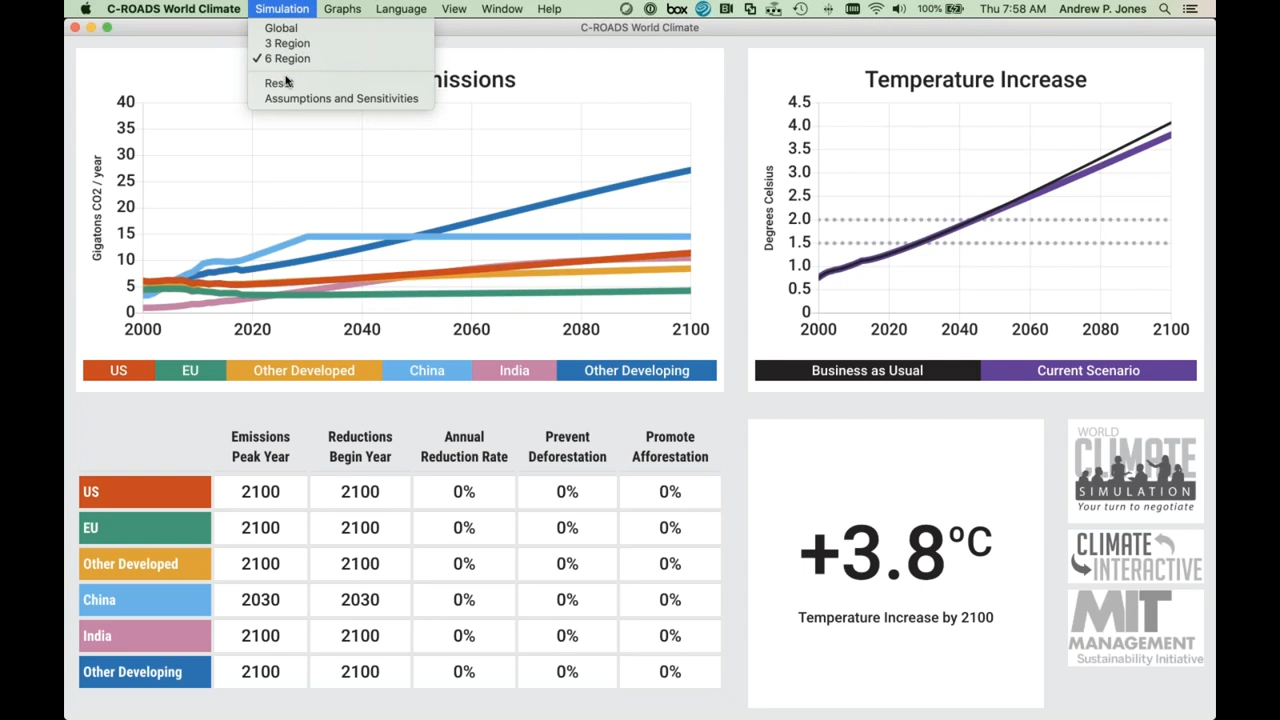 C-ROADS World Climate Simulation Graphs Language View Window Help box 100% Thu 7:58 AM Andrew P. Jones
C-ROADS World Climate
Global
3 Region
✓ 6 Region
Assumptions and Sensitivities
Temperature Increase
Gigatons CO2 / year
40
35
30
25
20
15
10
5
0
2000 2020 2040 2060 2080 2100
US EU Other Developed China India Other Developing
Degrees Celsius
4.5
4.0
3.5
3.0
2.5
2.0
1.5
1.0
0.5
0
2000 2020 2040 2060 2080 2100
Business as Usual Current Scenario
Emissions Peak Year
Reductions Begin Year
Annual Reduction Rate
Prevent Deforestation
Promote Afforestation
US 2100 2100 0% 0% 0%
EU 2100 2100 0% 0% 0%
Other Developed 2100 2100 0% 0% 0%
China 2030 2030 0% 0% 0%
India 2100 2100 0% 0% 0%
Other Developing 2100 2100 0% 0% 0%
+3.8°C
Temperature Increase by 2100
WORLD
CLIMATE
SIMULATION
Your turn to negotiate
CLIMATE
INTERACTIVE
MIT
MANAGEMENT
Sustainability Initiative